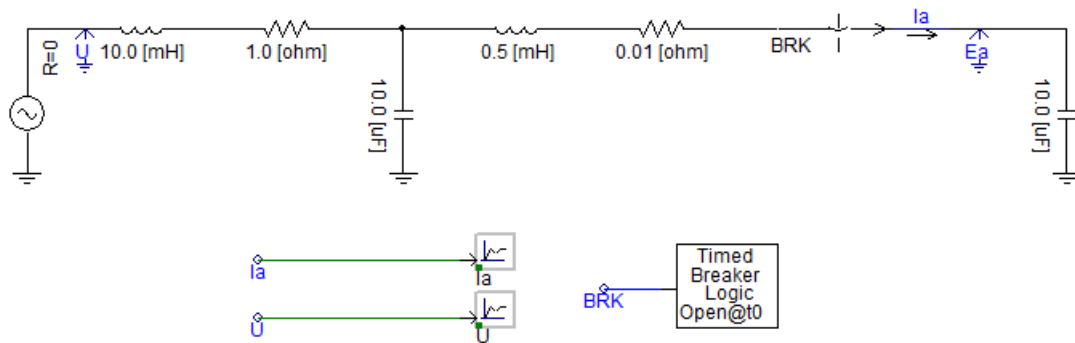 R=0
U
10.0 [mH]
1.0 [ohm]
10.0 [uF]
0.5 [mH]
0.01 [ohm]
BRK
Ia
Ea
10.0 [uF]
Ia
Ia
U
U
BRK
Timed
Breaker
Logic
Open@t0